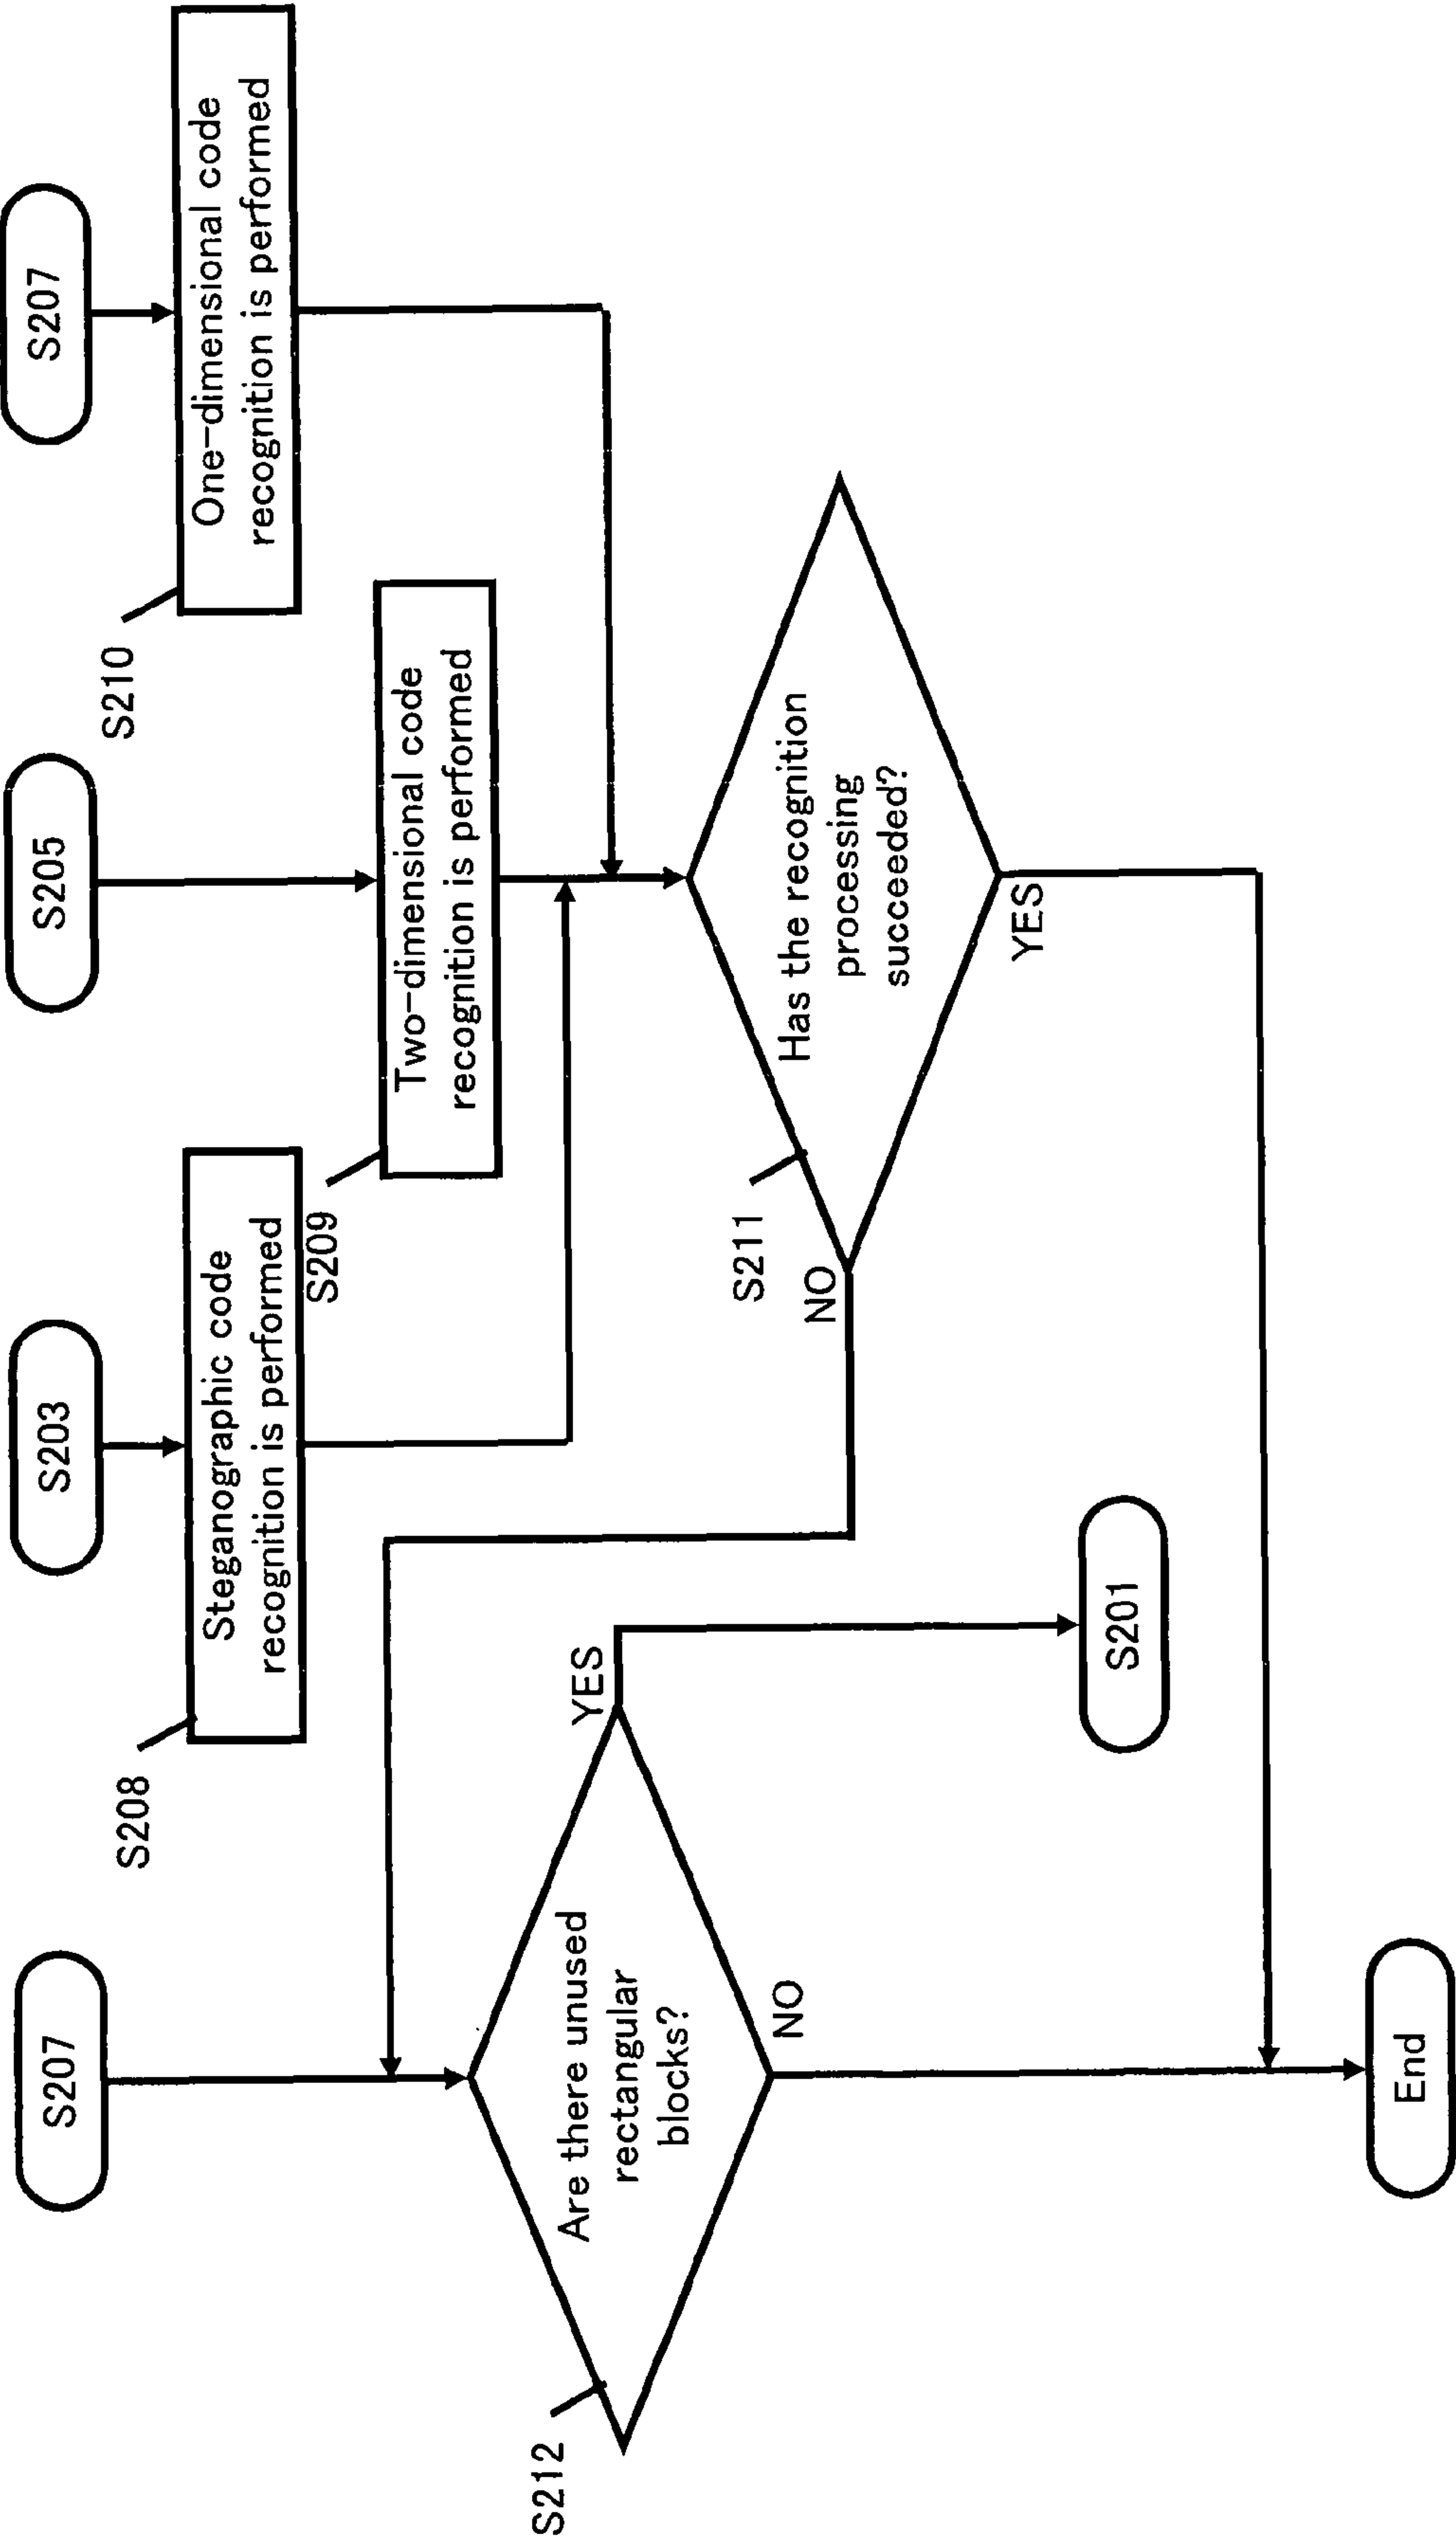 S207
S203
S205
S207
S208
Steganographic code
recognition is performed
S209
Two-dimensional code
recognition is performed
S210
One-dimensional code
recognition is performed
S212
Are there unused
rectangular
blocks?
YES
NO
S211
Has the recognition
processing
succeeded?
NO
YES
S201
End